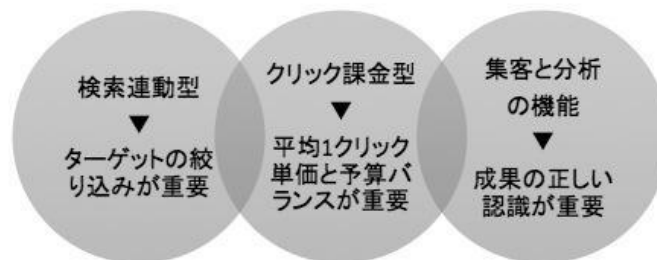 検索連動型
▼
ターゲットの絞
り込みが重要
クリック課金型
▼
平均1クリック
単価と予算バ
ランスが重要
集客と分析
の機能
▼
成果の正しい
認識が重要